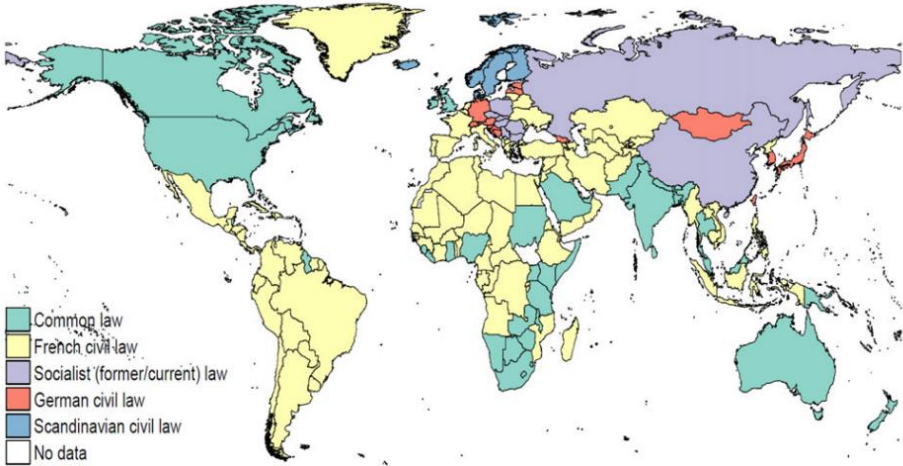 Common law
French civil law
Socialist (former/current) law
German civil law
Scandinavian civil law
No data